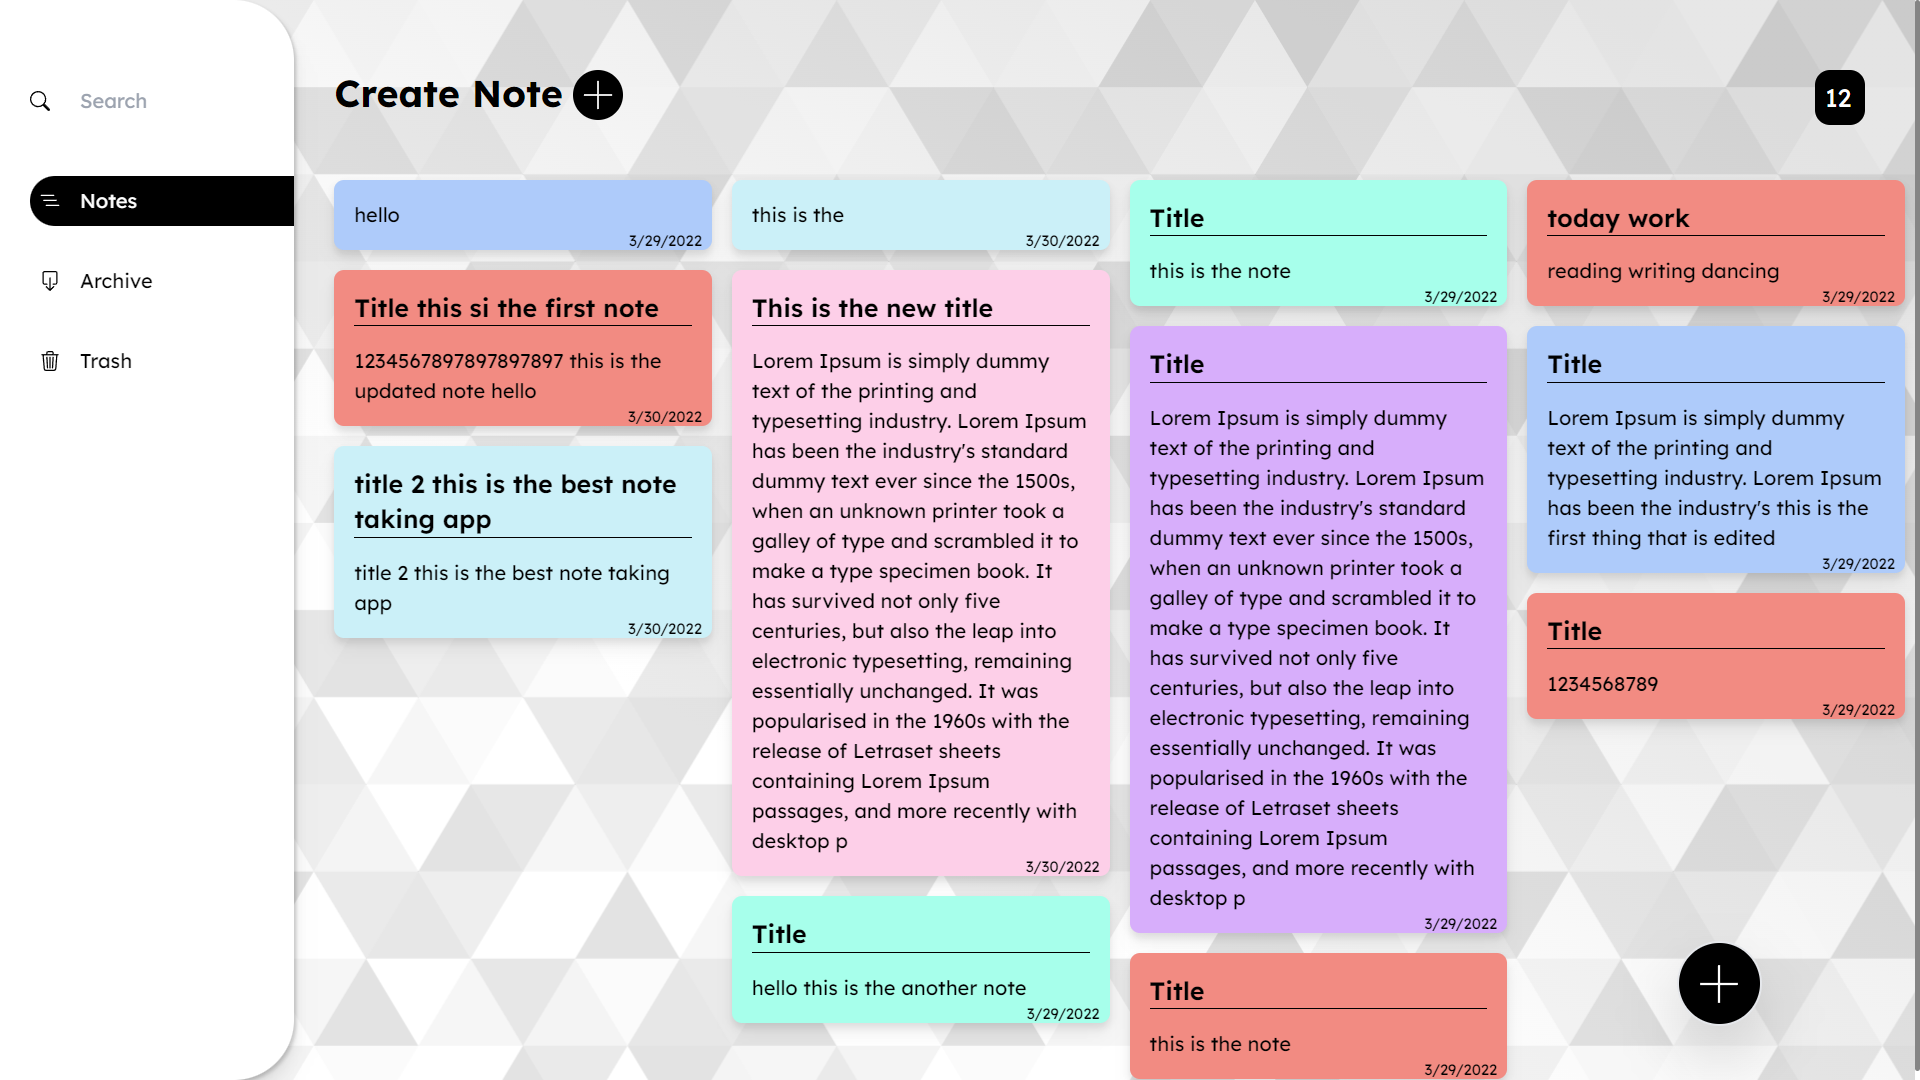 Search
Notes
Archive
Trash
Create Note
12
hello
3/29/2022
Title this si the first note
1234567897897897897 this is the
updated note hello
3/30/2022
title 2 this is the best note
taking app
title 2 this is the best note taking
app
3/30/2022
this is the
3/30/2022
This is the new title
Lorem Ipsum is simply dummy
text of the printing and
typesetting industry. Lorem Ipsum
has been the industry's standard
dummy text ever since the 1500s,
when an unknown printer took a
galley of type and scrambled it to
make a type specimen book. It
has survived not only five
centuries, but also the leap into
electronic typesetting, remaining
essentially unchanged. It was
popularised in the 1960s with the
release of Letraset sheets
containing Lorem Ipsum
passages, and more recently with
desktop p
3/30/2022
Title
hello this is the another note
3/29/2022
Title
this is the note
3/29/2022
Title
Lorem Ipsum is simply dummy
text of the printing and
typesetting industry. Lorem Ipsum
has been the industry's standard
dummy text ever since the 1500s,
when an unknown printer took a
galley of type and scrambled it to
make a type specimen book. It
has survived not only five
centuries, but also the leap into
electronic typesetting, remaining
essentially unchanged. It was
popularised in the 1960s with the
release of Letraset sheets
containing Lorem Ipsum
passages, and more recently with
desktop p
3/29/2022
Title
this is the note
3/29/2022
today work
reading writing dancing
3/29/2022
Title
Lorem Ipsum is simply dummy
text of the printing and
typesetting industry. Lorem Ipsum
has been the industry's this is the
first thing that is edited
3/29/2022
Title
1234568789
3/29/2022